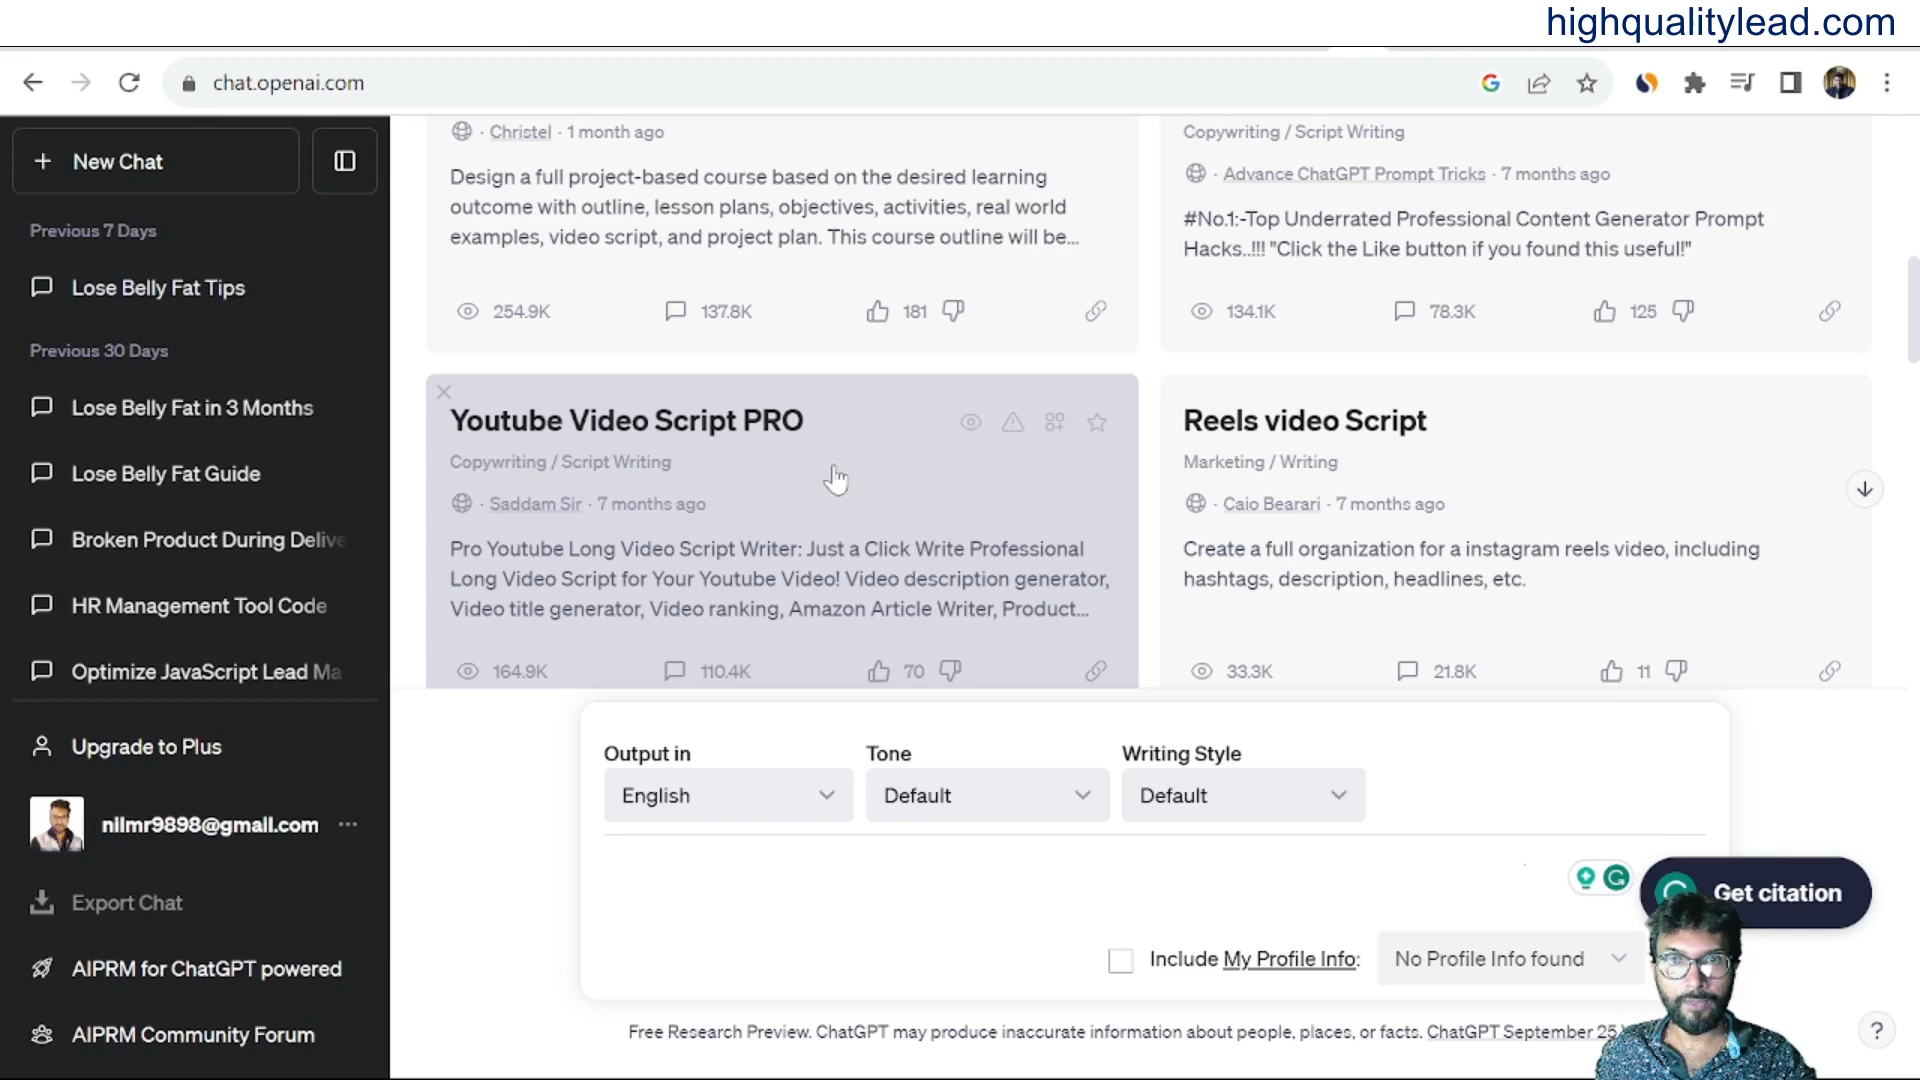 highqualitylead.com
chat.openai.com
New Chat
Previous 7 Days
Lose Belly Fat Tips
Previous 30 Days
Lose Belly Fat in 3 Months
Lose Belly Fat Guide
Broken Product During Delive
HR Management Tool Code
Optimize JavaScript Lead Ma
Upgrade to Plus
nilmr9898@gmail.com
Export Chat
AIPRM for ChatGPT powered
AIPRM Community Forum
· Christel · 1 month ago
Design a full project-based course based on the desired learning
outcome with outline, lesson plans, objectives, activities, real world
examples, video script, and project plan. This course outline will be...
254.9K 137.8K 181
Copywriting / Script Writing
· Advance ChatGPT Prompt Tricks · 7 months ago
#No.1:-Top Underrated Professional Content Generator Prompt
Hacks..!!! "Click the Like button if you found this useful!"
134.1K 78.3K 125
Youtube Video Script PRO
Copywriting / Script Writing
· Saddam Sir · 7 months ago
Pro Youtube Long Video Script Writer: Just a Click Write Professional
Long Video Script for Your Youtube Video! Video description generator,
Video title generator, Video ranking, Amazon Article Writer, Product...
164.9K 110.4K 70
Reels video Script
Marketing / Writing
· Caio Bearari · 7 months ago
Create a full organization for a instagram reels video, including
hashtags, description, headlines, etc.
33.3K 21.8K 11
Output in Tone Writing Style
English Default Default
Get citation
Include My Profile Info: No Profile Info found
Free Research Preview. ChatGPT may produce inaccurate information about people, places, or facts. ChatGPT September 25
?